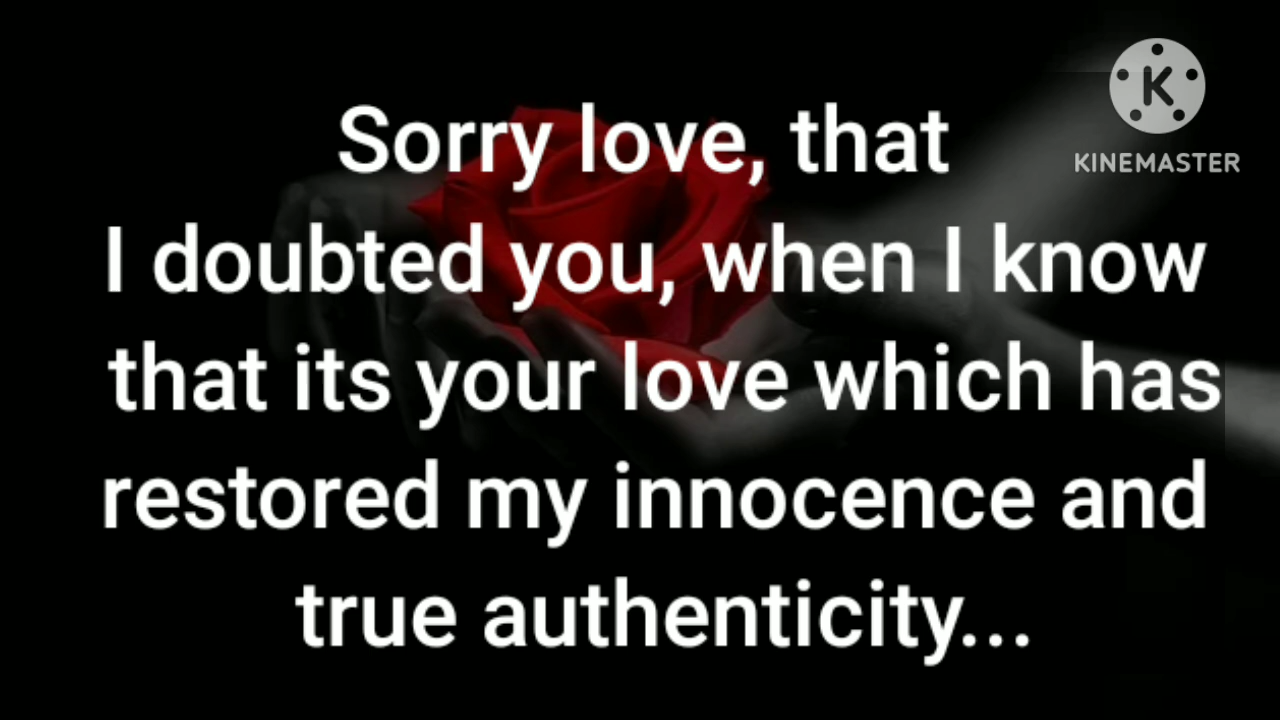 K
KINEMASTER
Sorry love, that
I doubted you, when I know
that its your love which has
restored my innocence and
true authenticity...